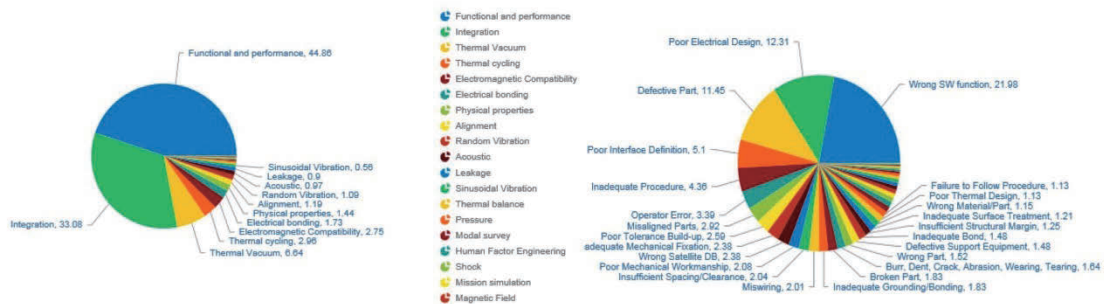 Functional and performance, 44.86
Sinusoidal Vibration, 0.56
Leakage, 0.9
Acoustic, 0.97
Random Vibration, 1.09
Alignment, 1.19
Physical properties, 1.44
Electrical bonding, 1.73
Electromagnetic Compatibility, 2.75
Thermal cycling, 2.96
Thermal Vacuum, 6.64
Integration, 33.08
Functional and performance
Integration
Thermal Vacuum
Thermal cycling
Electromagnetic Compatibility
Electrical bonding
Physical properties
Alignment
Random Vibration
Acoustic
Leakage
Sinusoidal Vibration
Thermal balance
Pressure
Modal survey
Human Factor Engineering
Shock
Mission simulation
Magnetic Field
Poor Electrical Design, 12.31
Wrong SW function, 21.98
Defective Part, 11.45
Poor Interface Definition, 5.1
Inadequate Procedure, 4.36
Operator Error, 3.39
Misaligned Parts, 2.92
Poor Tolerance Build-up, 2.59
adequate Mechanical Fixation, 2.38
Wrong Satellite DB, 2.38
Poor Mechanical Workmanship, 2.08
Insufficient Spacing/Clearance, 2.04
Miswiring, 2.01
Failure to Follow Procedure, 1.13
Poor Thermal Design, 1.13
Wrong Material/Part, 1.15
Inadequate Surface Treatment, 1.21
Insufficient Structural Margin, 1.25
Inadequate Bond, 1.48
Defective Support Equipment, 1.48
Wrong Part, 1.52
Burr, Dent, Crack, Abrasion, Wearing, Tearing, 1.64
Broken Part, 1.83
Inadequate Grounding/Bonding, 1.83